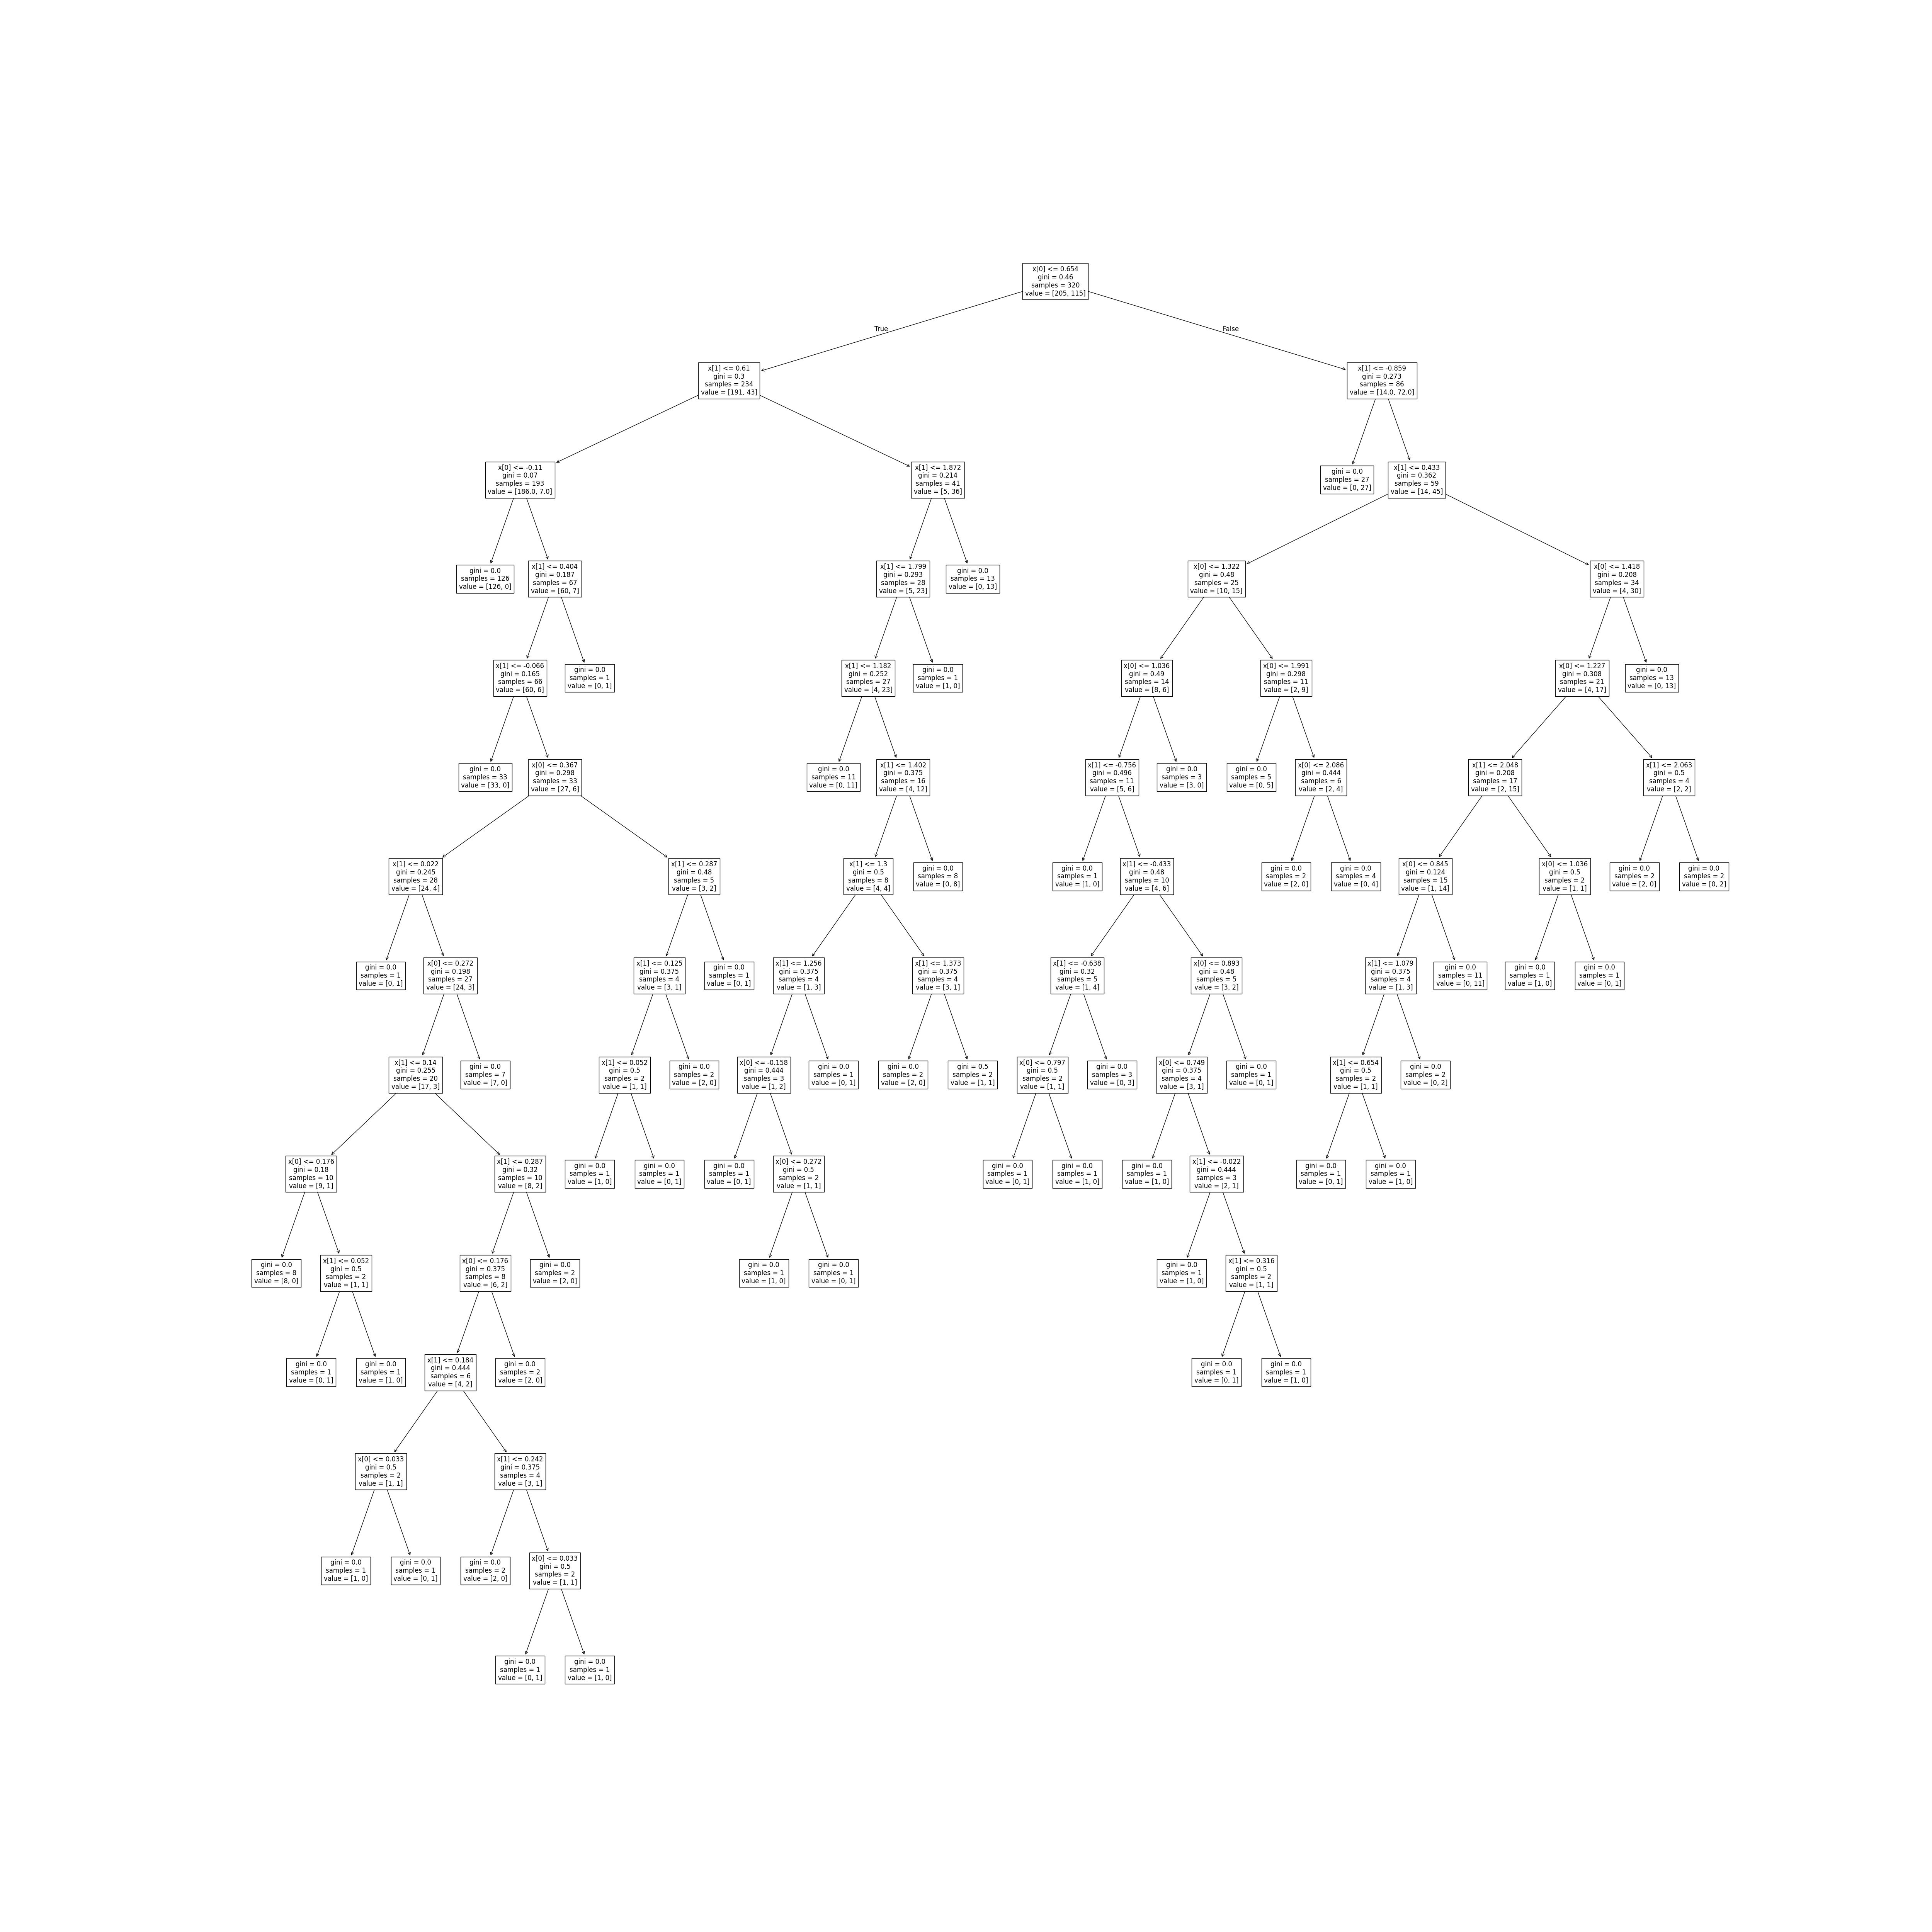 x[0] <= 0.654
gini = 0.46
samples = 320
value = [205, 115]
True
False
x[1] <= 0.61
gini = 0.3
samples = 234
value = [191, 43]
x[1] <= -0.859
gini = 0.273
samples = 86
value = [14.0, 72.0]
x[0] <= -0.11
gini = 0.07
samples = 193
value = [186.0, 7.0]
x[1] <= 1.872
gini = 0.214
samples = 41
value = [5, 36]
gini = 0.0
samples = 27
value = [0, 27]
x[1] <= 0.433
gini = 0.362
samples = 59
value = [14, 45]
gini = 0.0
samples = 126
value = [126, 0]
x[1] <= 0.404
gini = 0.187
samples = 67
value = [60, 7]
x[1] <= 1.799
gini = 0.293
samples = 28
value = [5, 23]
gini = 0.0
samples = 13
value = [0, 13]
x[0] <= 1.322
gini = 0.48
samples = 25
value = [10, 15]
x[0] <= 1.418
gini = 0.208
samples = 34
value = [4, 30]
x[1] <= -0.066
gini = 0.165
samples = 66
value = [60, 6]
gini = 0.0
samples = 1
value = [0, 1]
x[1] <= 1.182
gini = 0.252
samples = 27
value = [4, 23]
gini = 0.0
samples = 1
value = [1, 0]
x[0] <= 1.036
gini = 0.49
samples = 14
value = [8, 6]
x[0] <= 1.991
gini = 0.298
samples = 11
value = [2, 9]
x[0] <= 1.227
gini = 0.308
samples = 21
value = [4, 17]
gini = 0.0
samples = 13
value = [0, 13]
gini = 0.0
samples = 33
value = [33, 0]
x[0] <= 0.367
gini = 0.298
samples = 33
value = [27, 6]
gini = 0.0
samples = 11
value = [0, 11]
x[1] <= 1.402
gini = 0.375
samples = 16
value = [4, 12]
x[1] <= -0.756
gini = 0.496
samples = 11
value = [5, 6]
gini = 0.0
samples = 3
value = [3, 0]
gini = 0.0
samples = 5
value = [0, 5]
x[0] <= 2.086
gini = 0.444
samples = 6
value = [2, 4]
x[1] <= 2.048
gini = 0.208
samples = 17
value = [2, 15]
x[1] <= 2.063
gini = 0.5
samples = 4
value = [2, 2]
x[1] <= 0.022
gini = 0.245
samples = 28
value = [24, 4]
x[1] <= 0.287
gini = 0.48
samples = 5
value = [3, 2]
x[1] <= 1.3
gini = 0.5
samples = 8
value = [4, 4]
gini = 0.0
samples = 8
value = [0, 8]
gini = 0.0
samples = 1
value = [1, 0]
x[1] <= -0.433
gini = 0.48
samples = 10
value = [4, 6]
gini = 0.0
samples = 2
value = [2, 0]
gini = 0.0
samples = 4
value = [0, 4]
x[0] <= 0.845
gini = 0.124
samples = 15
value = [1, 14]
x[0] <= 1.036
gini = 0.5
samples = 2
value = [1, 1]
gini = 0.0
samples = 2
value = [2, 0]
gini = 0.0
samples = 2
value = [0, 2]
gini = 0.0
samples = 1
value = [0, 1]
x[0] <= 0.272
gini = 0.198
samples = 27
value = [24, 3]
x[1] <= 0.125
gini = 0.375
samples = 4
value = [3, 1]
gini = 0.0
samples = 1
value = [0, 1]
x[1] <= 1.256
gini = 0.375
samples = 4
value = [1, 3]
x[1] <= 1.373
gini = 0.375
samples = 4
value = [3, 1]
x[1] <= -0.638
gini = 0.32
samples = 5
value = [1, 4]
x[0] <= 0.893
gini = 0.48
samples = 5
value = [3, 2]
x[1] <= 1.079
gini = 0.375
samples = 4
value = [1, 3]
gini = 0.0
samples = 11
value = [0, 11]
gini = 0.0
samples = 1
value = [1, 0]
gini = 0.0
samples = 1
value = [0, 1]
x[1] <= 0.14
gini = 0.255
samples = 20
value = [17, 3]
gini = 0.0
samples = 7
value = [7, 0]
x[1] <= 0.052
gini = 0.5
samples = 2
value = [1, 1]
gini = 0.0
samples = 2
value = [2, 0]
x[0] <= -0.158
gini = 0.444
samples = 3
value = [1, 2]
gini = 0.0
samples = 1
value = [0, 1]
gini = 0.0
samples = 2
value = [2, 0]
gini = 0.5
samples = 2
value = [1, 1]
x[0] <= 0.797
gini = 0.5
samples = 2
value = [1, 1]
gini = 0.0
samples = 3
value = [0, 3]
x[0] <= 0.749
gini = 0.375
samples = 4
value = [3, 1]
gini = 0.0
samples = 1
value = [0, 1]
x[1] <= 0.654
gini = 0.5
samples = 2
value = [1, 1]
gini = 0.0
samples = 2
value = [0, 2]
x[0] <= 0.176
gini = 0.18
samples = 10
value = [9, 1]
x[1] <= 0.287
gini = 0.32
samples = 10
value = [8, 2]
gini = 0.0
samples = 1
value = [1, 0]
gini = 0.0
samples = 1
value = [0, 1]
gini = 0.0
samples = 1
value = [0, 1]
x[0] <= 0.272
gini = 0.5
samples = 2
value = [1, 1]
gini = 0.0
samples = 1
value = [0, 1]
gini = 0.0
samples = 1
value = [1, 0]
gini = 0.0
samples = 1
value = [1, 0]
x[1] <= -0.022
gini = 0.444
samples = 3
value = [2, 1]
gini = 0.0
samples = 1
value = [0, 1]
gini = 0.0
samples = 1
value = [1, 0]
gini = 0.0
samples = 8
value = [8, 0]
x[1] <= 0.052
gini = 0.5
samples = 2
value = [1, 1]
x[0] <= 0.176
gini = 0.375
samples = 8
value = [6, 2]
gini = 0.0
samples = 2
value = [2, 0]
gini = 0.0
samples = 1
value = [1, 0]
gini = 0.0
samples = 1
value = [0, 1]
gini = 0.0
samples = 1
value = [1, 0]
x[1] <= 0.316
gini = 0.5
samples = 2
value = [1, 1]
gini = 0.0
samples = 1
value = [0, 1]
gini = 0.0
samples = 1
value = [1, 0]
x[1] <= 0.184
gini = 0.444
samples = 6
value = [4, 2]
gini = 0.0
samples = 2
value = [2, 0]
gini = 0.0
samples = 1
value = [0, 1]
gini = 0.0
samples = 1
value = [1, 0]
x[0] <= 0.033
gini = 0.5
samples = 2
value = [1, 1]
x[1] <= 0.242
gini = 0.375
samples = 4
value = [3, 1]
gini = 0.0
samples = 1
value = [1, 0]
gini = 0.0
samples = 1
value = [0, 1]
gini = 0.0
samples = 2
value = [2, 0]
x[0] <= 0.033
gini = 0.5
samples = 2
value = [1, 1]
gini = 0.0
samples = 1
value = [0, 1]
gini = 0.0
samples = 1
value = [1, 0]